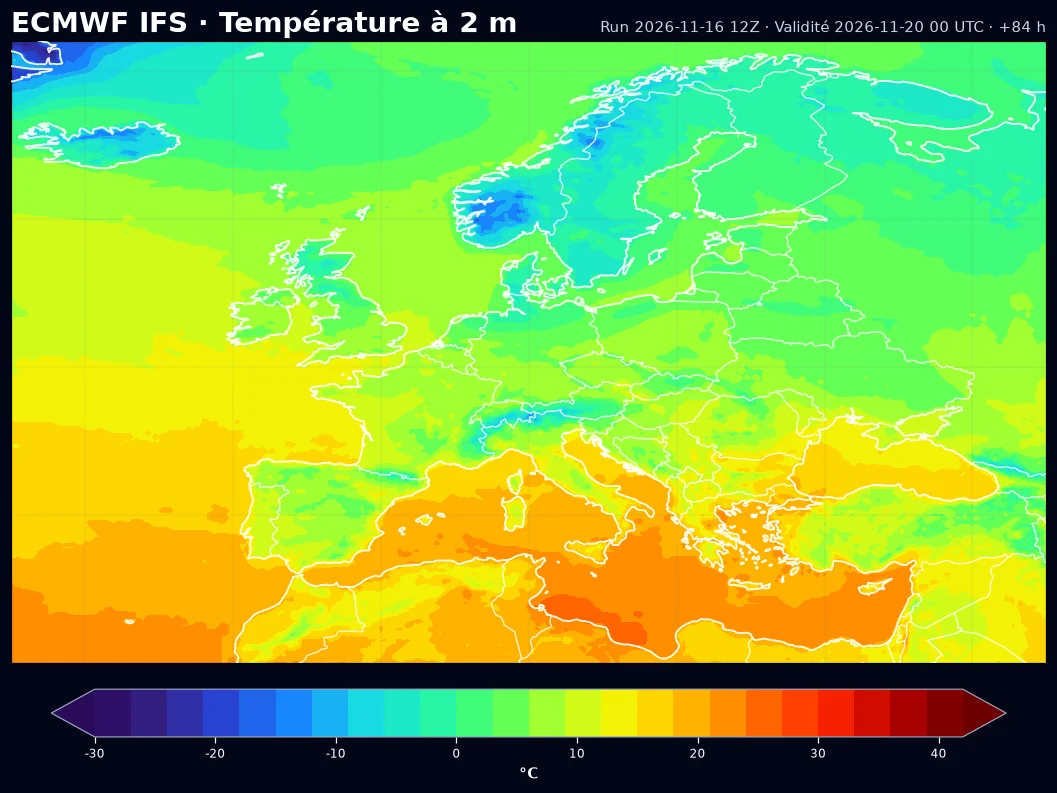 ECMWF IFS · Température à 2 m
Run 2026-11-16 12Z · Validité 2026-11-20 00 UTC · +84 h
-30 -20 -10 0 10 20 30 40
°C